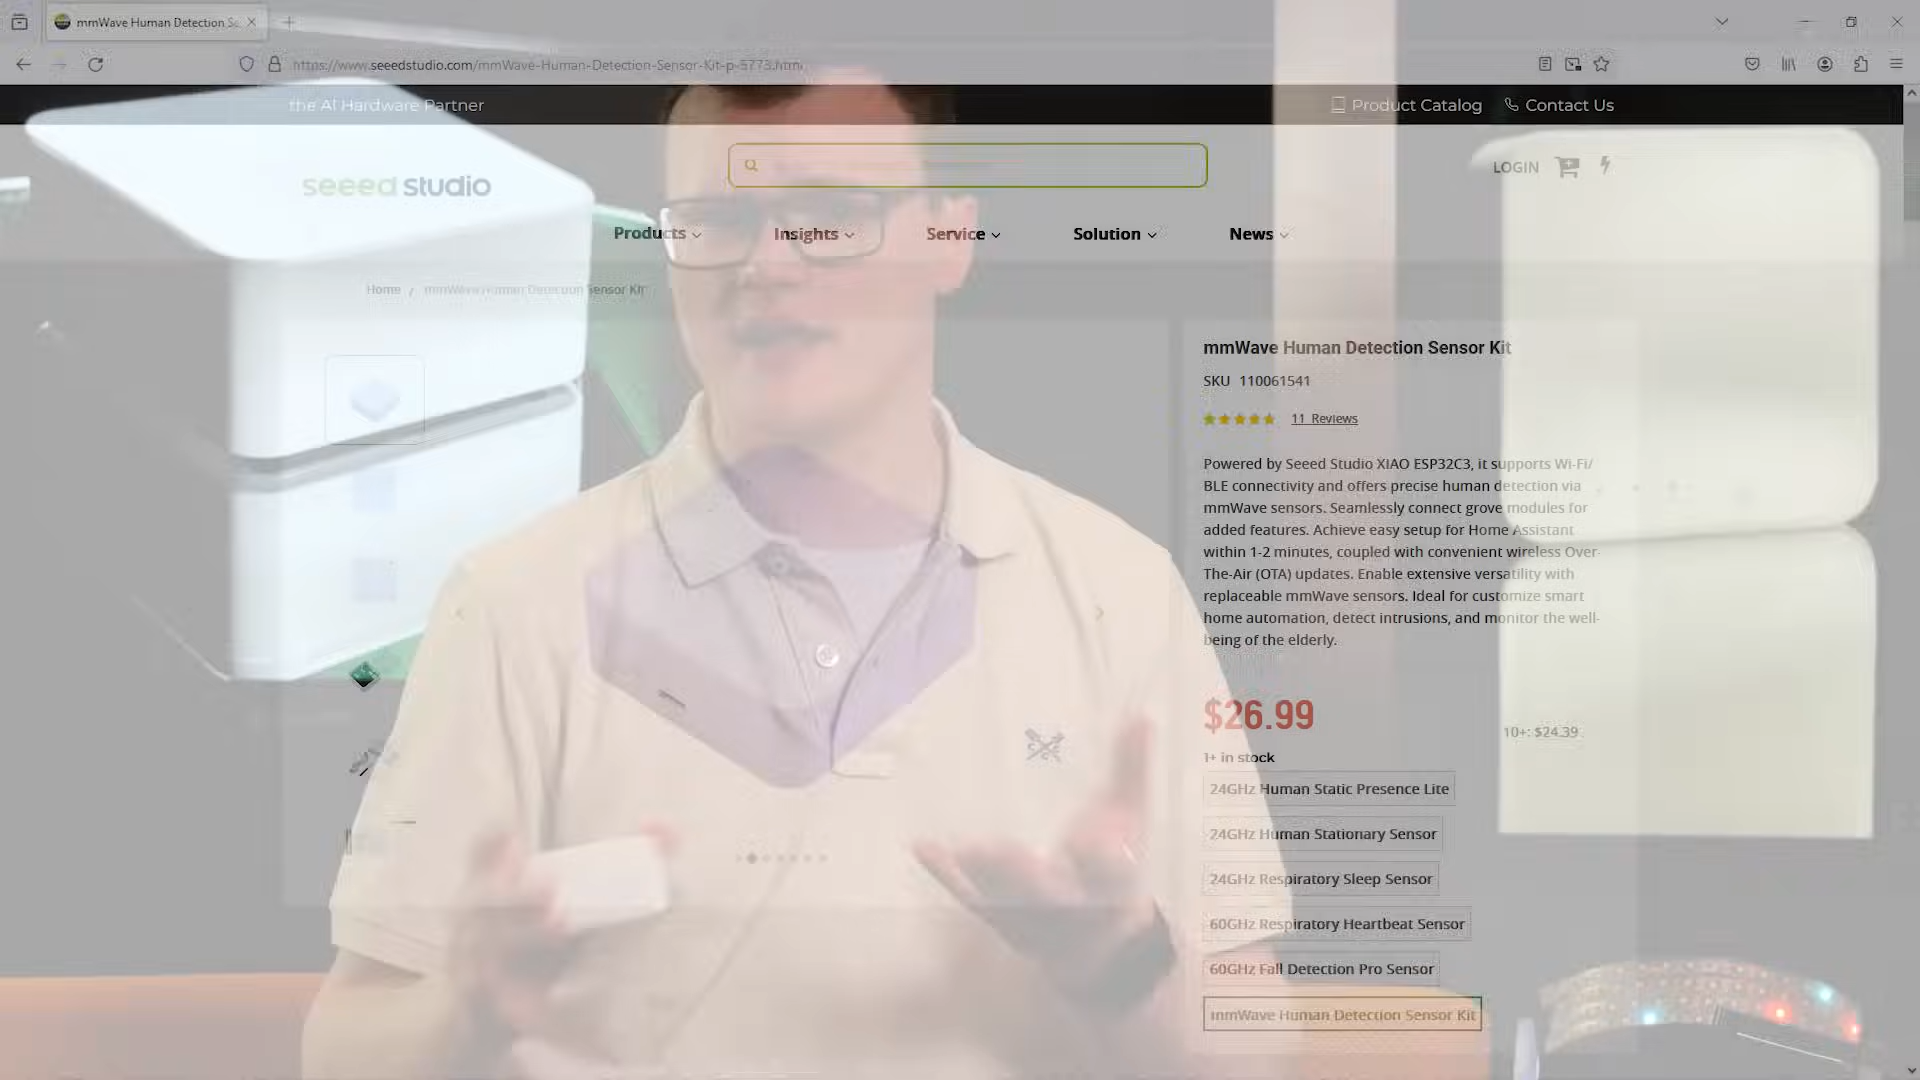 mmWave Human Detection Se
https://www.seeedstudio.com/mmWave-Human-Detection-Sensor-Kit-p-5773.html
the AI Hardware Partner
Product Catalog
Contact Us
seeed studio
LOGIN
Products
Insights
Service
Solution
News
Home / mmWave Human Detection Sensor Kit
mmWave Human Detection Sensor Kit
SKU 110061541
11 Reviews
Powered by Seeed Studio XIAO ESP32C3, it supports Wi-Fi/
BLE connectivity and offers precise human detection via
mmWave sensors. Seamlessly connect grove modules for
added features. Achieve easy setup for Home Assistant
within 1-2 minutes, coupled with convenient wireless Over-
The-Air (OTA) updates. Enable extensive versatility with
replaceable mmWave sensors. Ideal for customize smart
home automation, detect intrusions, and monitor the well-
being of the elderly.
$26.99
10+: $24.39
1+ in stock
24GHz Human Static Presence Lite
24GHz Human Stationary Sensor
24GHz Respiratory Sleep Sensor
60GHz Respiratory Heartbeat Sensor
60GHz Fall Detection Pro Sensor
mmWave Human Detection Sensor Kit